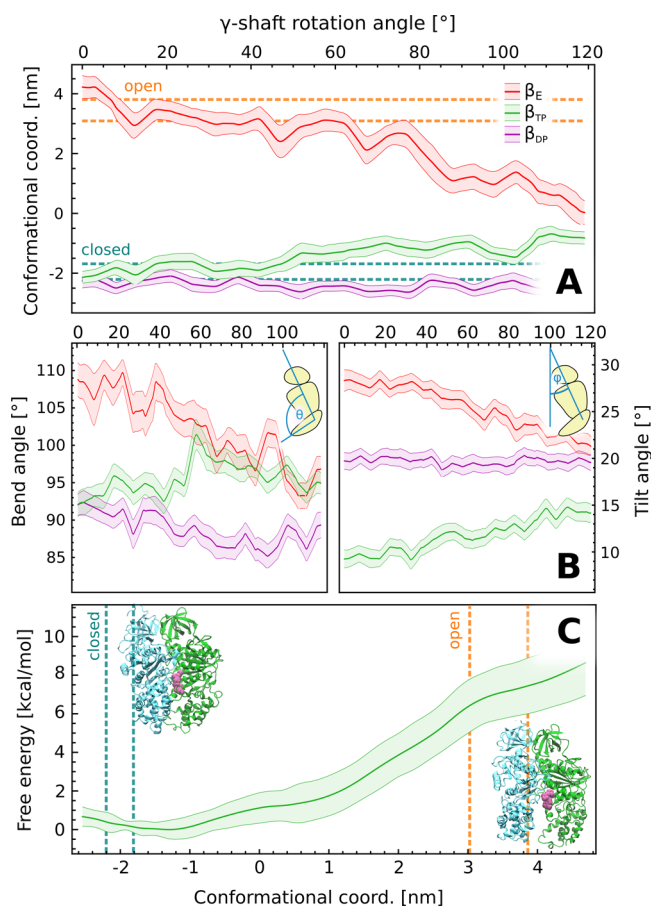 γ-shaft rotation angle [°]
0 20 40 60 80 100 120
Conformational coord. [nm]
4
2
0
-2
open
closed
βE
βTP
βDP
A
0 20 40 60 80 100
0 20 40 60 80 100 120
Bend angle [°]
110
105
100
95
90
85
θ
φ
30
25
20
15
10
Tilt angle [°]
B
Free energy [kcal/mol]
10
8
6
4
2
0
closed
open
C
-2 -1 0 1 2 3 4
Conformational coord. [nm]